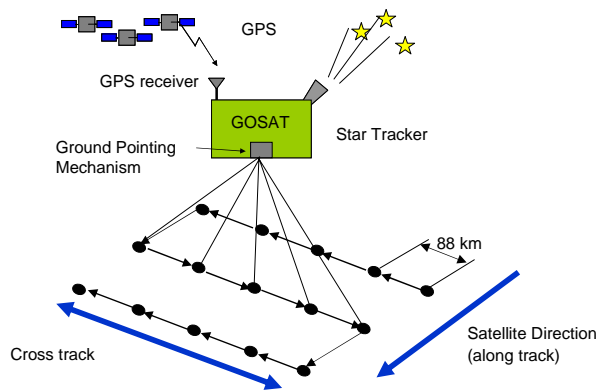 GPS
GPS receiver
GOSAT
Star Tracker
Ground Pointing
Mechanism
88 km
Satellite Direction
(along track)
Cross track